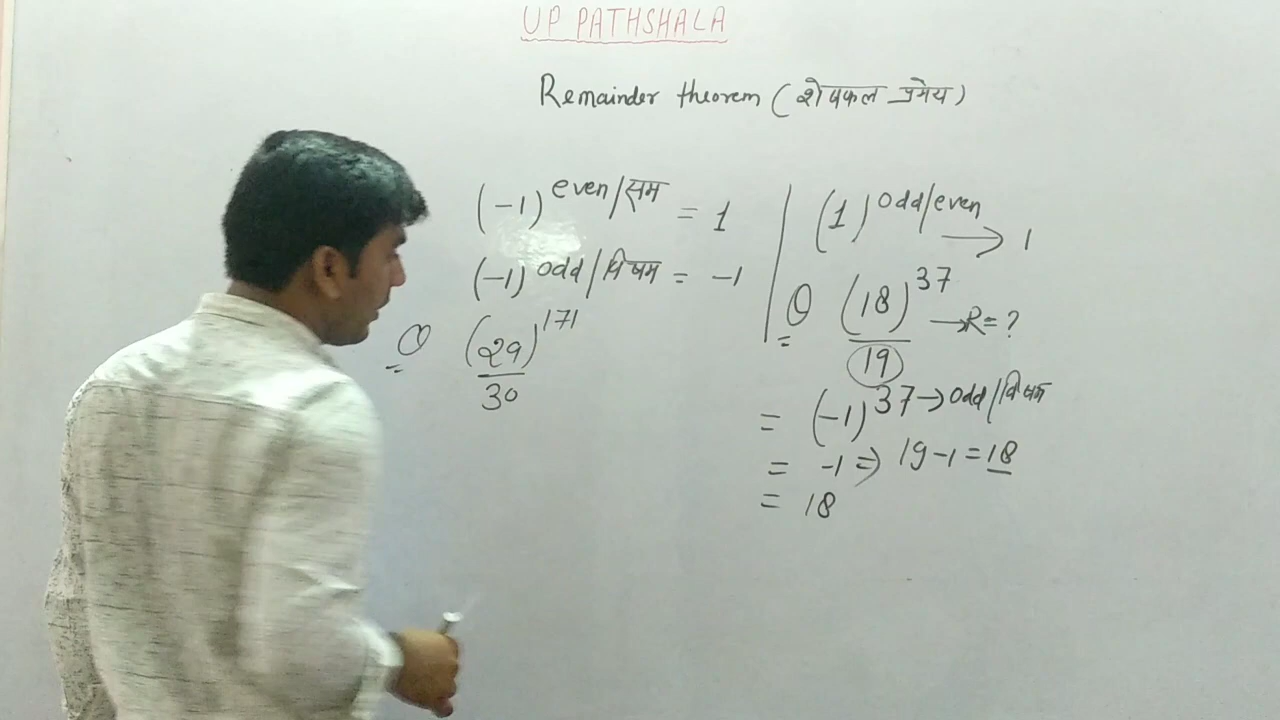 UP PATHSHALA
Remainder theorem (शेषफल प्रमेय)
(-1)^even/सम = 1
(-1)^odd/विषम = -1
Q (29)^171
30
(1)^odd/even → 1
Q (18)^37 → R = ?
19
= (-1)^37 → odd/विषम
= -1 ⇒ 19-1 = 18
= 18